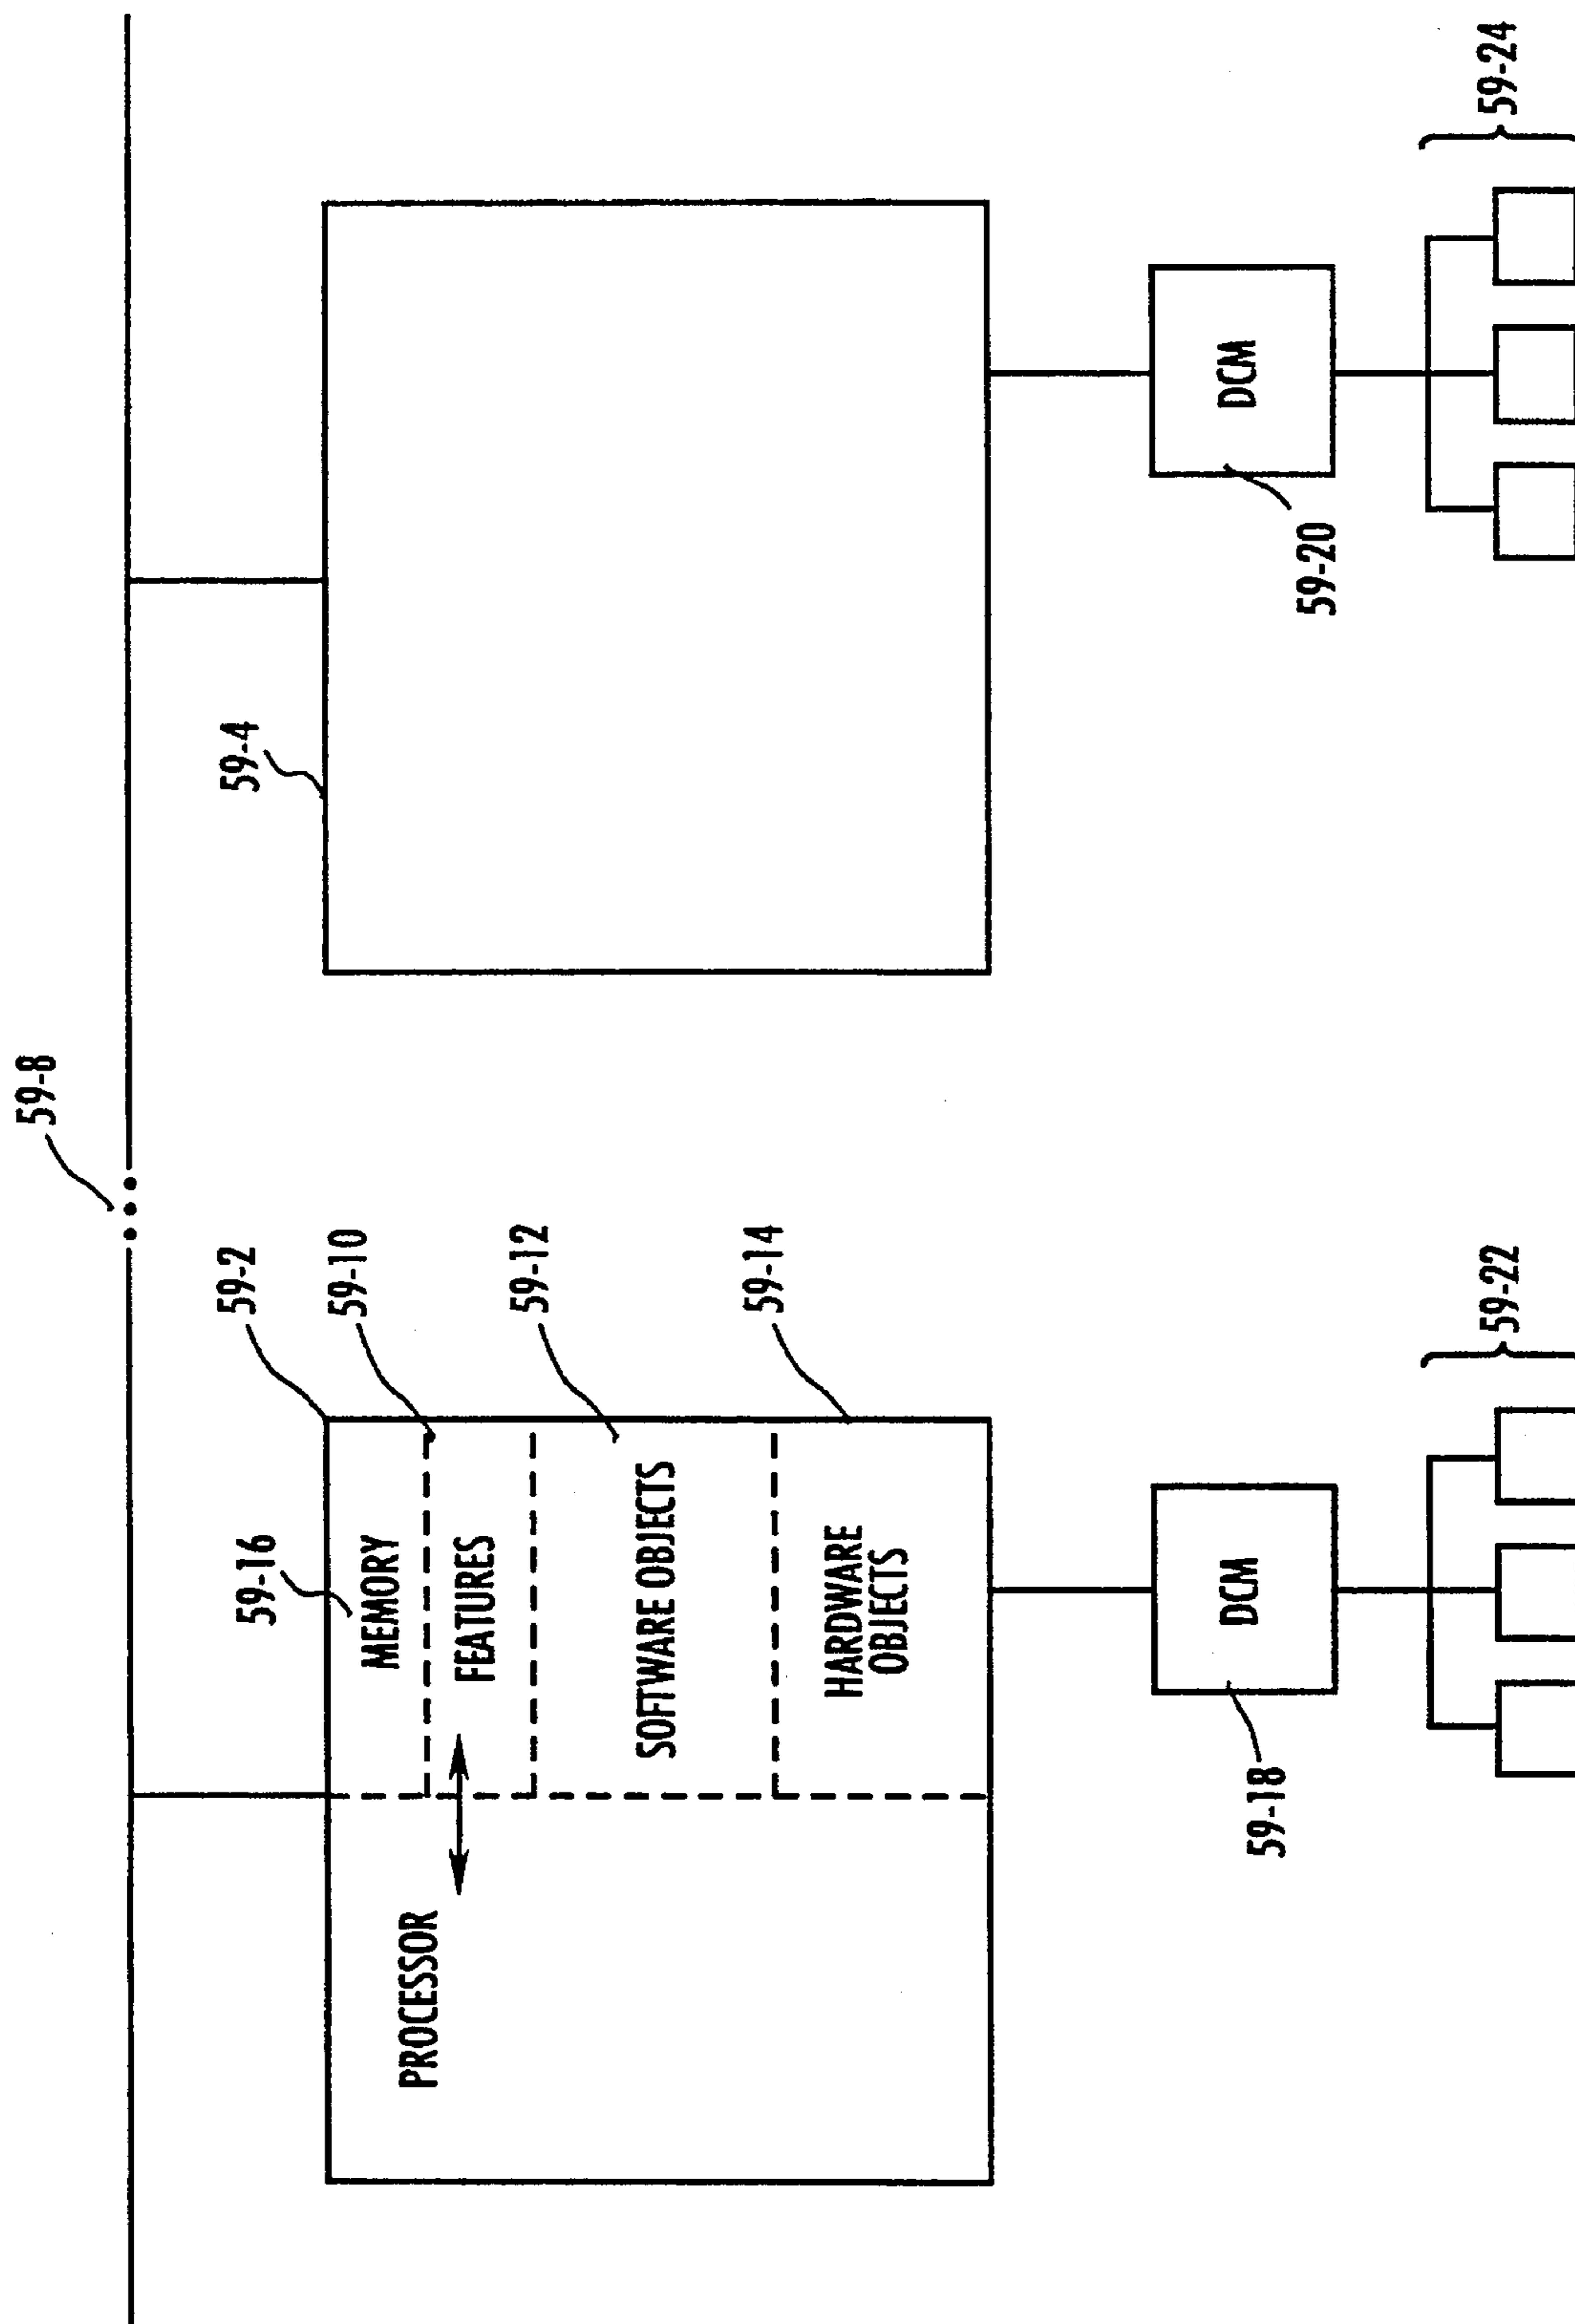 59-8
59-2
59-10
59-12
59-14
59-16
MEMORY
FEATURES
SOFTWARE OBJECTS
HARDWARE
OBJECTS
PROCESSOR
DCM
59-18
59-22
59-4
DCM
59-20
59-24